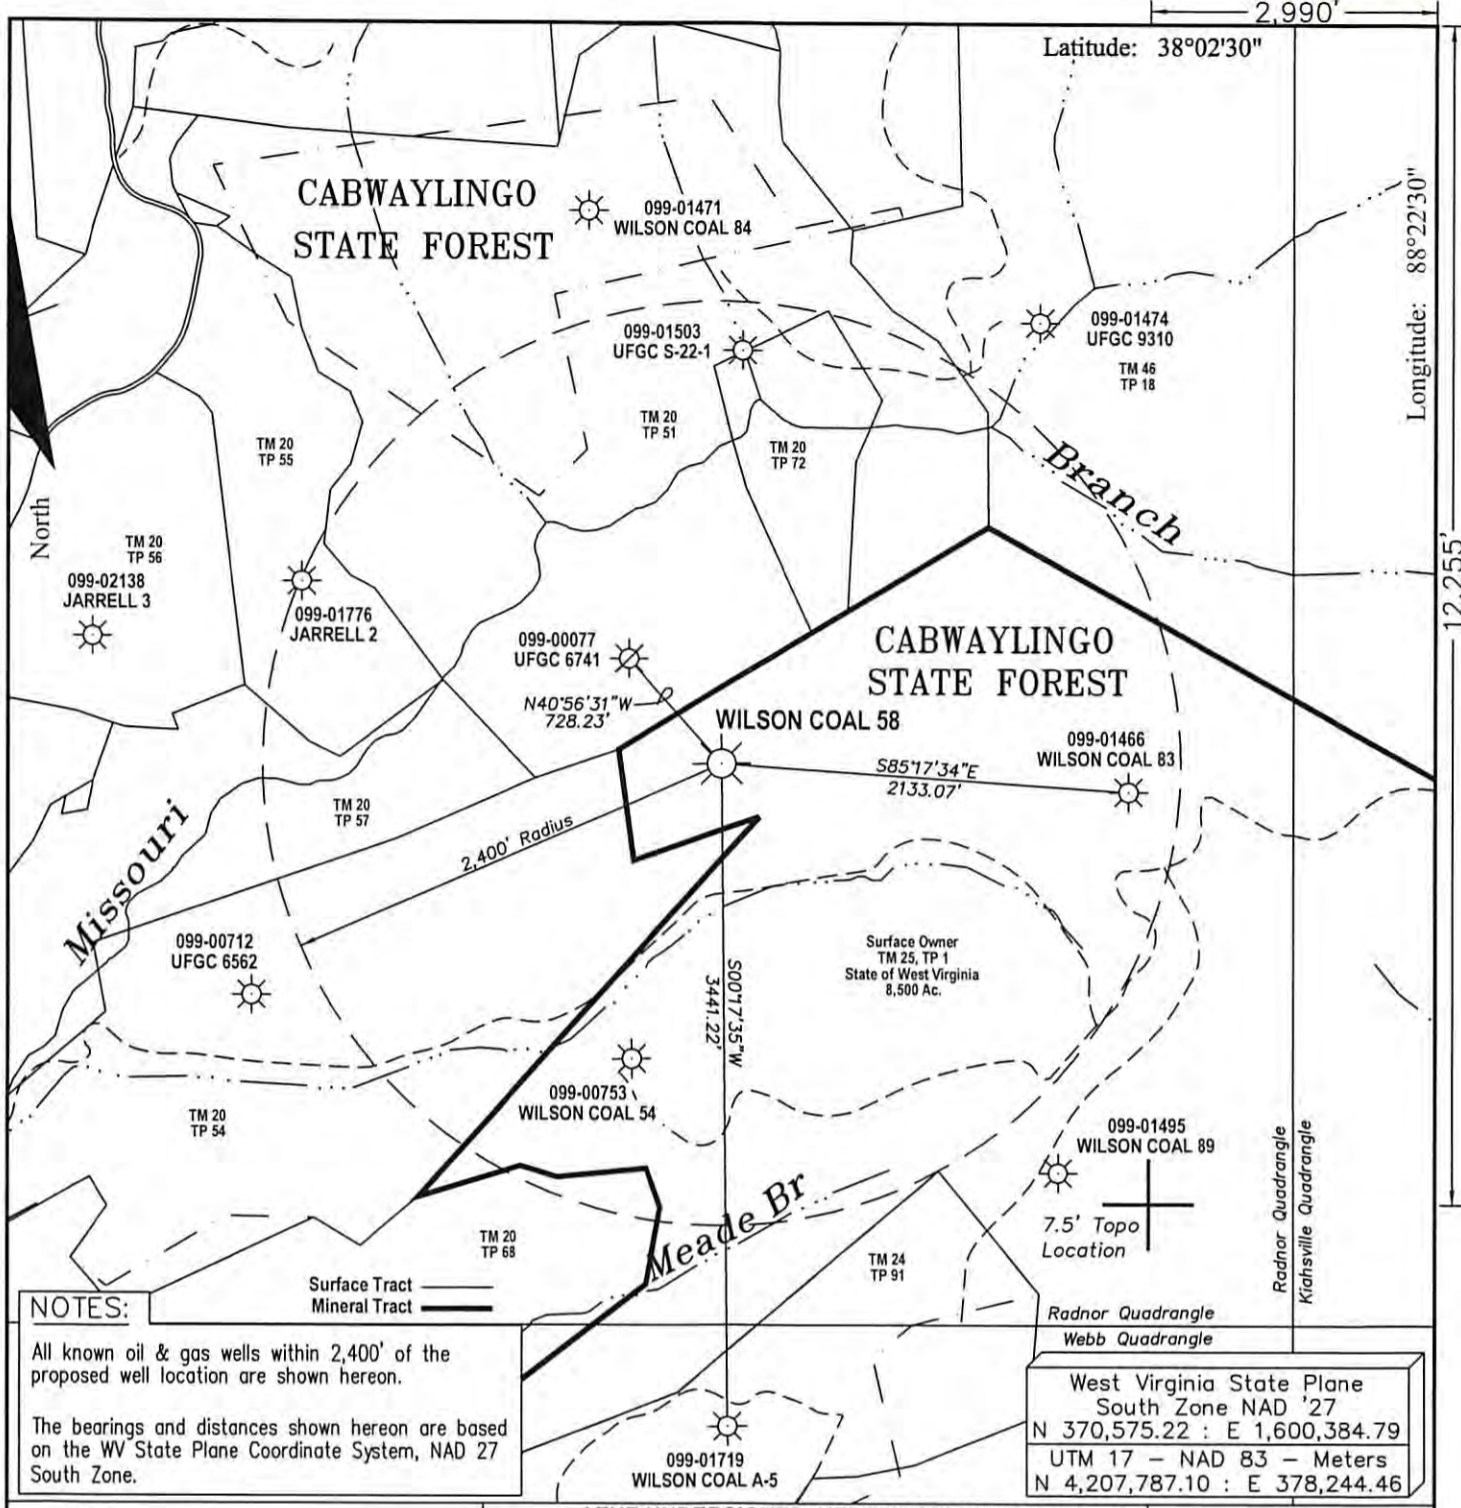 2,990'
Latitude: 38°02'30"
Longitude: 88°22'30"
12,255'
CABWAYLINGO
STATE FOREST
099-01471
WILSON COAL 84
099-01503
UFGC S-22-1
099-01474
UFGC 9310
TM 46
TP 18
TM 20
TP 51
TM 20
TP 72
TM 20
TP 55
Branch
North
TM 20
TP 56
099-02138
JARRELL 3
099-01776
JARRELL 2
099-00077
UFGC 6741
N40°56'31"W
728.23'
CABWAYLINGO
STATE FOREST
WILSON COAL 58
099-01466
WILSON COAL 83
S85°17'34"E
2133.07'
TM 20
TP 57
2,400' Radius
Missouri
099-00712
UFGC 6562
Surface Owner
TM 25, TP 1
State of West Virginia
8,500 Ac.
S00°17'35"W
3441.22'
099-00753
WILSON COAL 54
TM 20
TP 54
099-01495
WILSON COAL 89
7.5' Topo
Location
Radnor Quadrangle
Kiahsville Quadrangle
TM 20
TP 68
Meade Br
TM 24
TP 91
Surface Tract
Mineral Tract
Radnor Quadrangle
Webb Quadrangle
NOTES:
All known oil & gas wells within 2,400' of the
proposed well location are shown hereon.
The bearings and distances shown hereon are based
on the WV State Plane Coordinate System, NAD 27
South Zone.
099-01719
WILSON COAL A-5
West Virginia State Plane
South Zone NAD '27
N 370,575.22 : E 1,600,384.79
UTM 17 – NAD 83 – Meters
N 4,207,787.10 : E 378,244.46